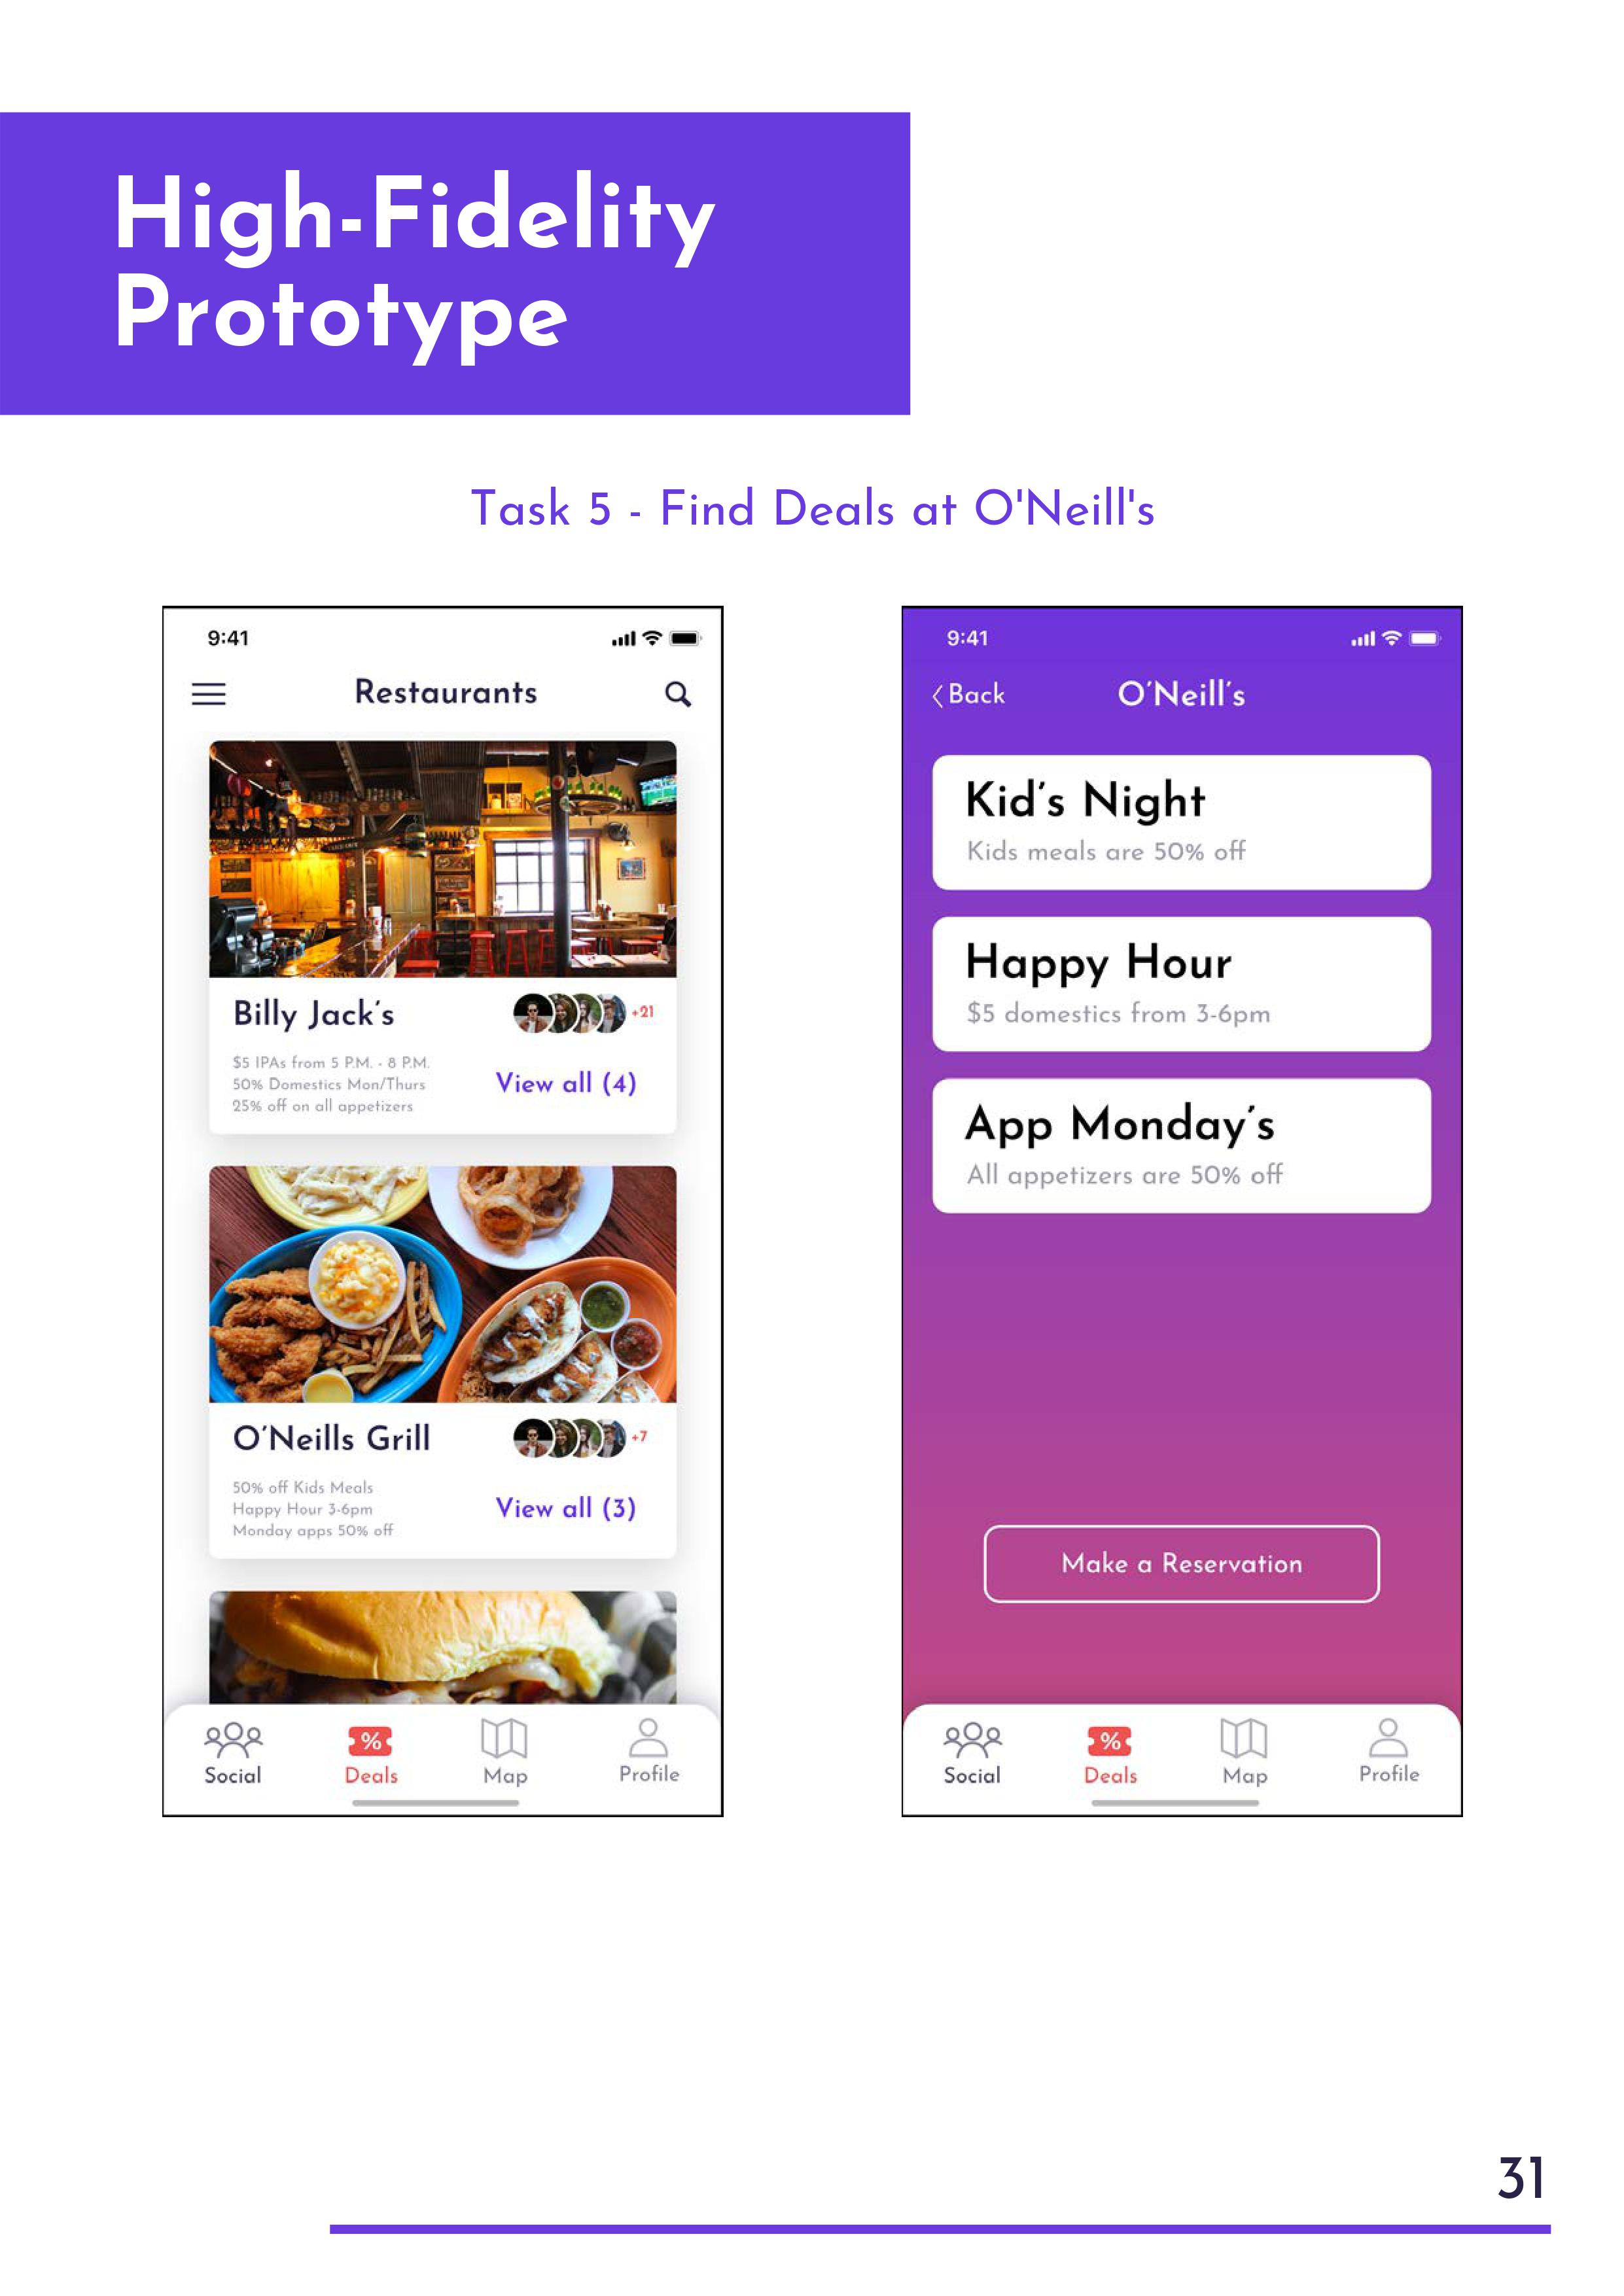 High-Fidelity
Prototype
Task 5 - Find Deals at O'Neill's
9:41
Restaurants
Billy Jack's
+21
$5 IPAs from 5 P.M. - 8 P.M.
50% Domestics Mon/Thurs
25% off on all appetizers
View all (4)
O'Neills Grill
+7
50% off Kids Meals
Happy Hour 3-6pm
Monday apps 50% off
View all (3)
%
Social
Deals
Map
Profile
9:41
Back
O'Neill's
Kid's Night
Kids meals are 50% off
Happy Hour
$5 domestics from 3-6pm
App Monday's
All appetizers are 50% off
Make a Reservation
%
Social
Deals
Map
Profile
31